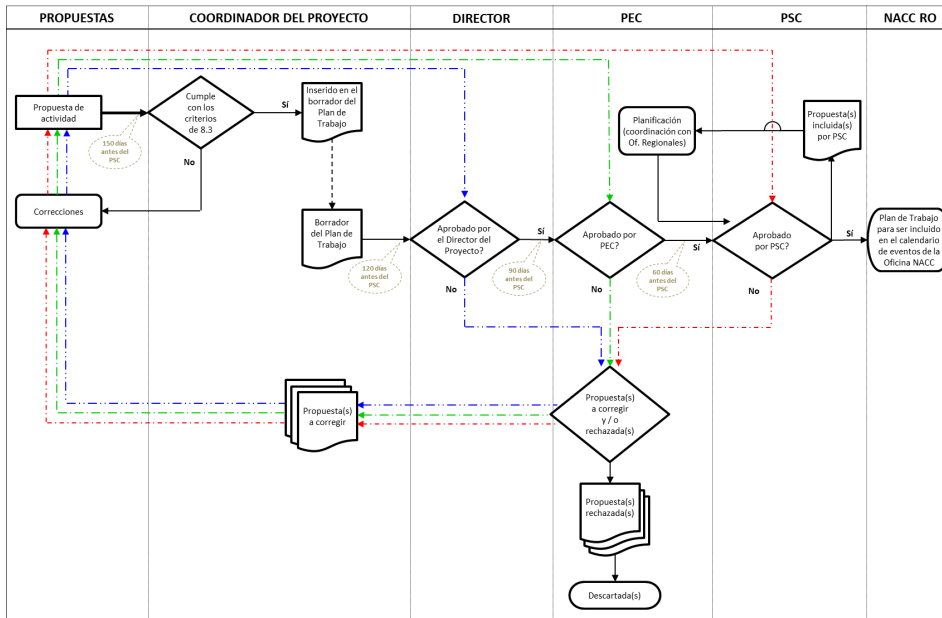 PROPUESTAS
COORDINADOR DEL PROYECTO
DIRECTOR
PEC
PSC
NACC RO
Propuesta de
actividad
150 días
antes del
PSC
Cumple
con los
criterios
de 8.3
Sí
No
Inserido en el
borrador del
Plan de
Trabajo
Planificación
(coordinación con
Of. Regionales)
Propuesta(s)
incluida(s)
por PSC
Correcciones
Borrador
del Plan de
Trabajo
120 días
antes del
PSC
Aprobado por
el Director del
Proyecto?
Sí
No
90 días
antes del
PSC
Aprobado por
PEC?
Sí
No
60 días
antes del
PSC
Aprobado
por PSC?
Sí
No
Plan de Trabajo
para ser incluido
en el calendario
de eventos de la
Oficina NACC
Propuesta(s)
a corregir
Propuesta(s)
a corregir
y / o
rechazada(s)
Propuesta(s)
rechazada(s)
Descartada(s)